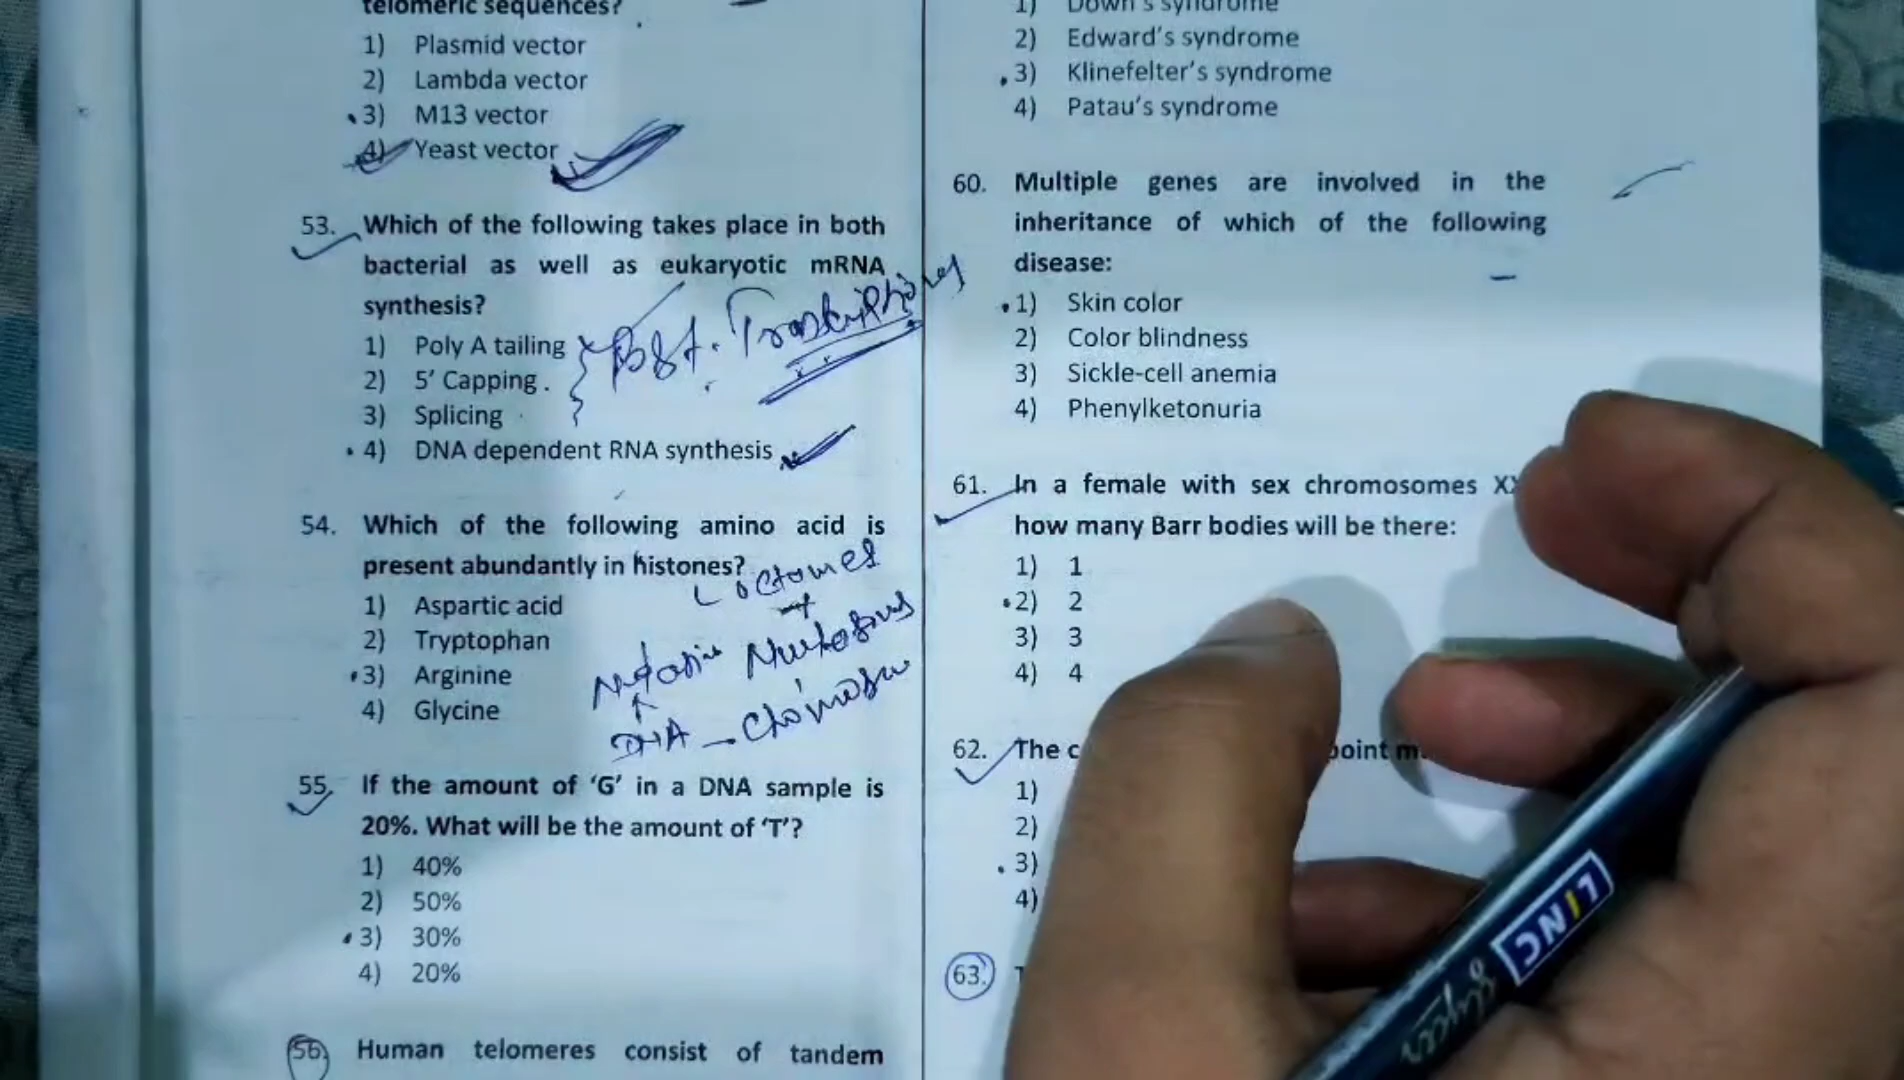 telomeric sequences?
1) Plasmid vector
2) Lambda vector
3) M13 vector
4) Yeast vector
53. Which of the following takes place in both
bacterial as well as eukaryotic mRNA
synthesis?
1) Poly A tailing
2) 5’ Capping
3) Splicing
4) DNA dependent RNA synthesis
54. Which of the following amino acid is
present abundantly in histones?
1) Aspartic acid
2) Tryptophan
3) Arginine
4) Glycine
DNA
55. If the amount of ‘G’ in a DNA sample is
20%. What will be the amount of ‘T’?
1) 40%
2) 50%
3) 30%
4) 20%
56. Human telomeres consist of tandem
1) Down's syndrome
2) Edward’s syndrome
3) Klinefelter’s syndrome
4) Patau’s syndrome
60. Multiple genes are involved in the
inheritance of which of the following
disease:
1) Skin color
2) Color blindness
3) Sickle-cell anemia
4) Phenylketonuria
61. In a female with sex chromosomes
how many Barr bodies will be there:
1) 1
2) 2
3) 3
4) 4
62. The point
1)
2)
3)
4)
63.
LINC
glycer